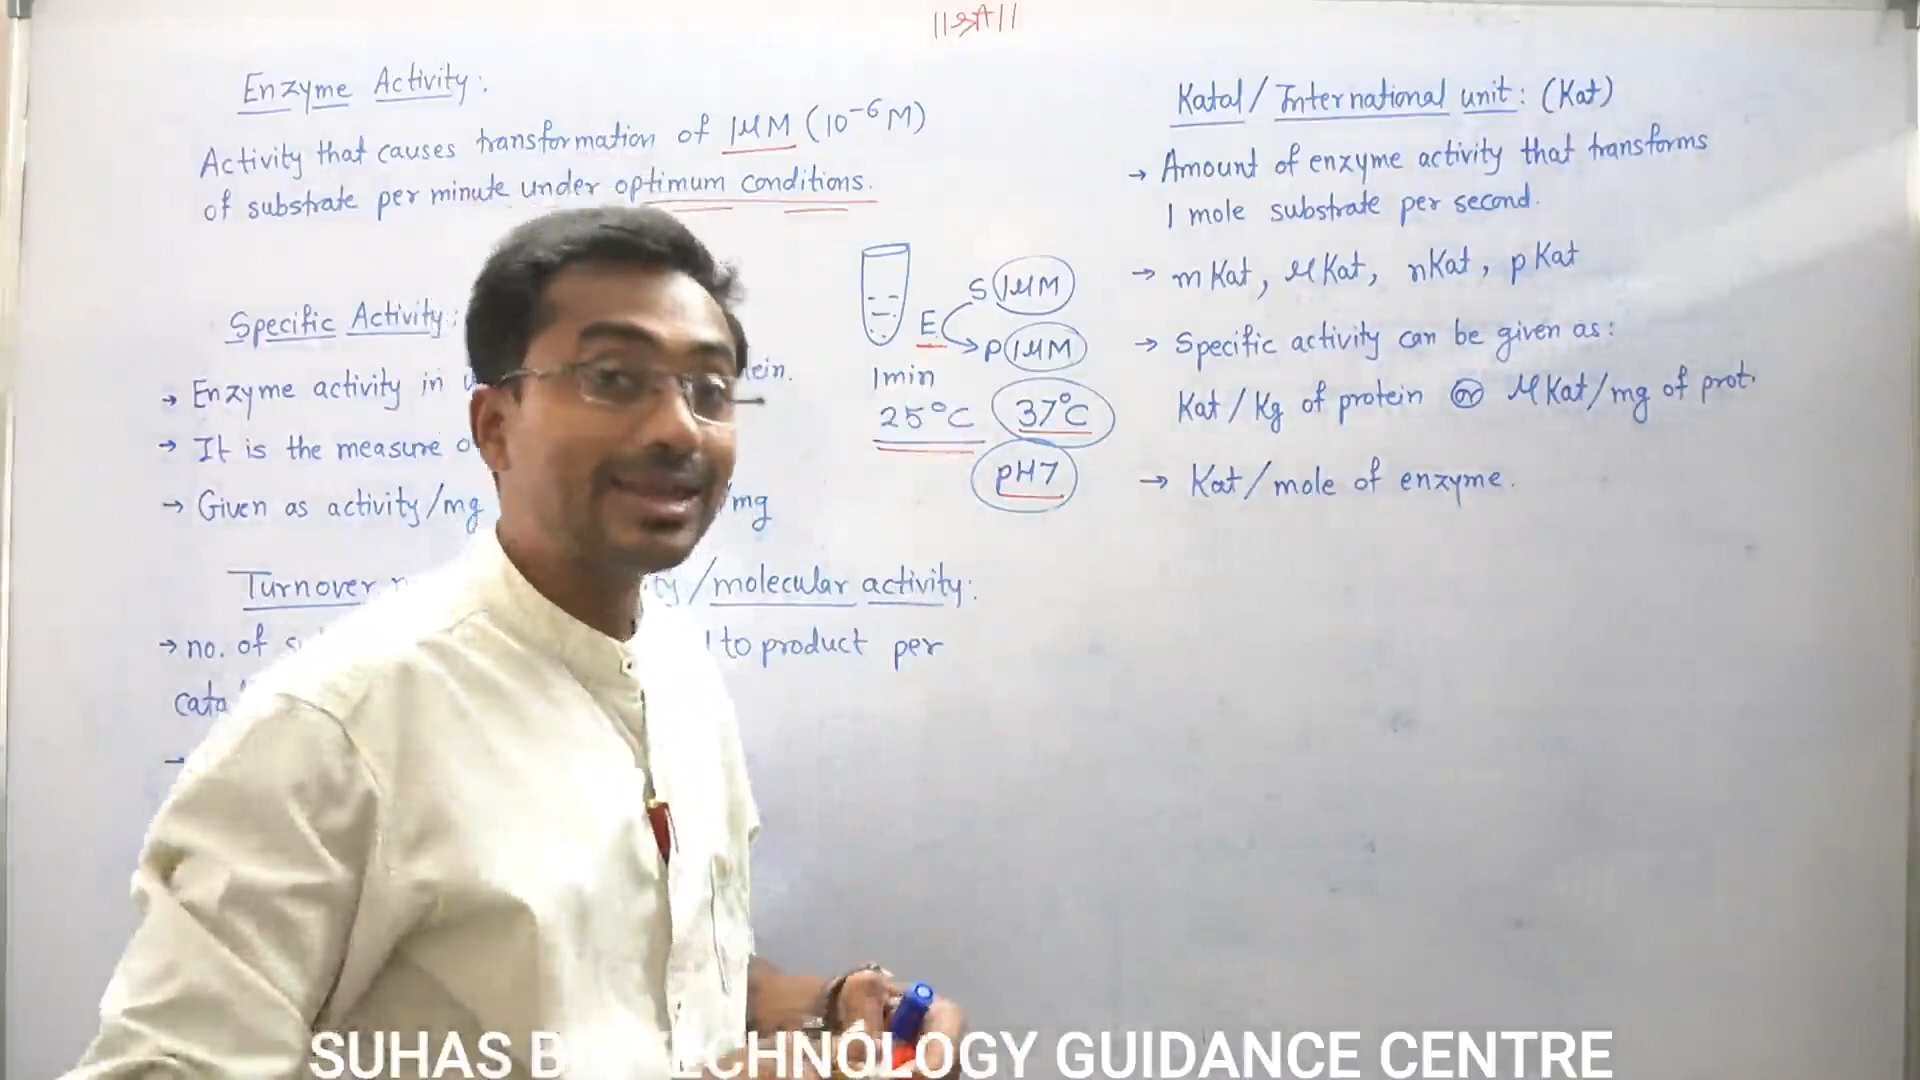 ॥श्री॥
Enzyme Activity:
Activity that causes transformation of 1µM (10⁻⁶M)
of substrate per minute under optimum conditions.
Specific Activity:
→ Enzyme activity in
→ It is the measure
→ Given as activity/mg /mg
Turnover /molecular activity:
→ no. of to product per
S 1µM
E
P 1µM
1min
25°C 37°C
pH7
Katal/International unit: (Kat)
→ Amount of enzyme activity that transforms
1 mole substrate per second.
→ mKat, µKat, nKat, pKat
→ Specific activity can be given as:
Kat/Kg of protein or µKat/mg of prot.
→ Kat/mole of enzyme.
SUHAS B TECHNOLOGY GUIDANCE CENTRE